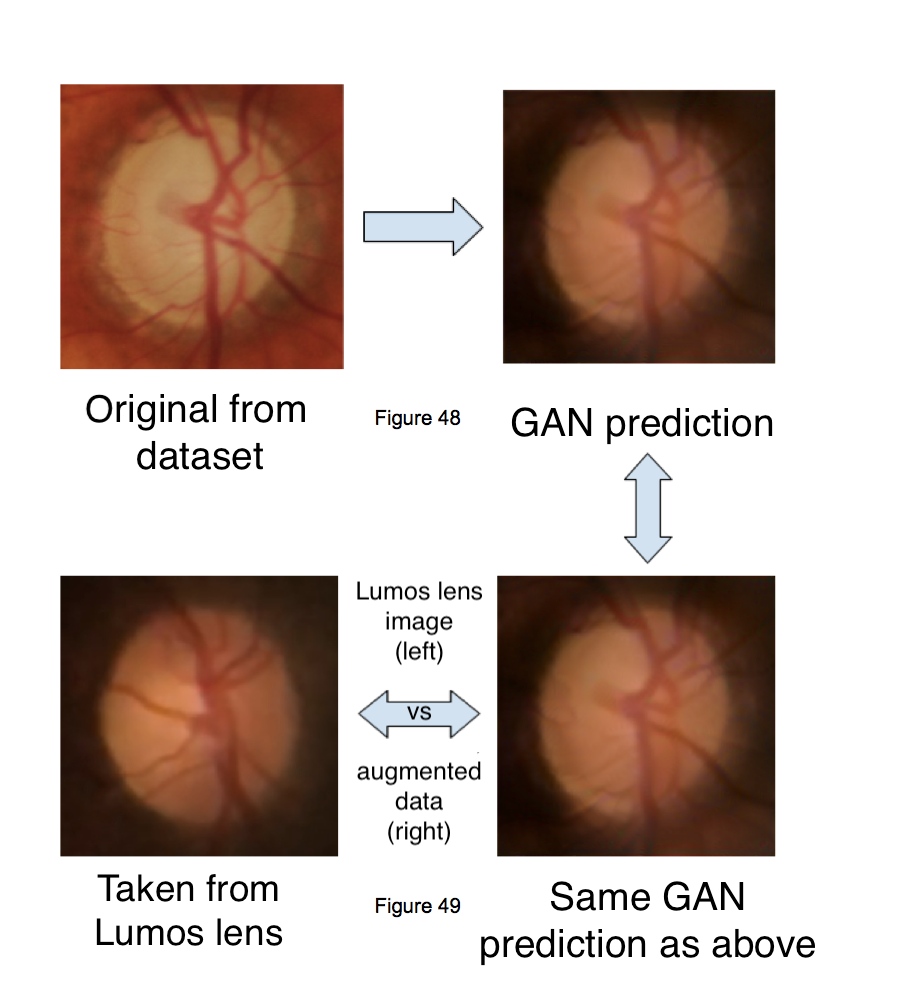 Original from
dataset
Figure 48
GAN prediction
Lumos lens
image
(left)
vs
augmented
data
(right)
Taken from
Lumos lens
Figure 49
Same GAN
prediction as above